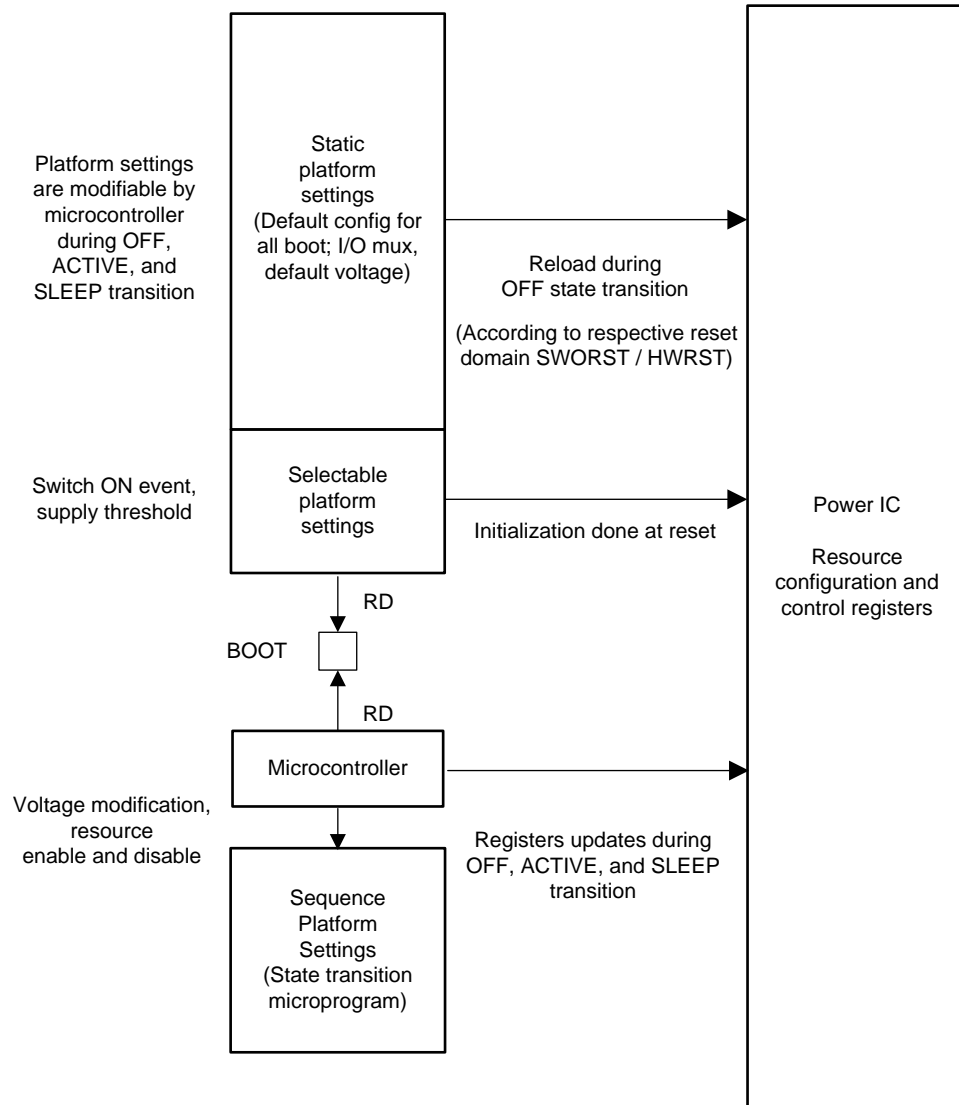 Platform settings
are modifiable by
microcontroller
during OFF,
ACTIVE, and
SLEEP transition
Static
platform
settings
(Default config for
all boot; I/O mux,
default voltage)
Reload during
OFF state transition
(According to respective reset
domain SWORST / HWRST)
Switch ON event,
supply threshold
Selectable
platform
settings
Initialization done at reset
Power IC
Resource
configuration and
control registers
RD
BOOT
RD
Microcontroller
Voltage modification,
resource
enable and disable
Registers updates during
OFF, ACTIVE, and SLEEP
transition
Sequence
Platform
Settings
(State transition
microprogram)